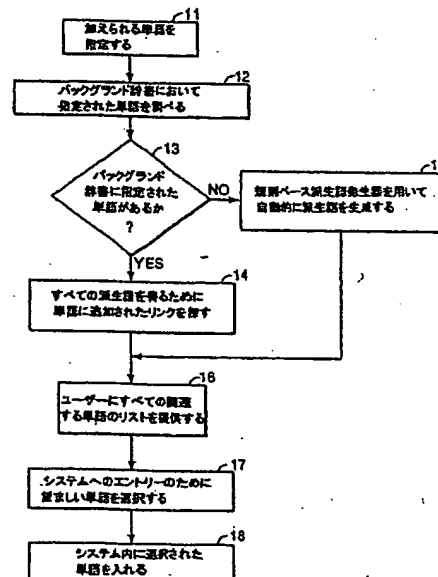 11
加えられる単語を
指定する
12
バックグランド辞書において
指定された単語を調べる
13
バックグランド
辞書に指定された
単語があるか
?
NO
YES
規則ベース派生語発生器を用いて
自動的に派生語を生成する
14
すべての派生語を得るために
単語に追加されたリンクを探す
16
ユーザーにすべての関連
する単語のリストを提供する
17
システムへのエントリーのために
望ましい単語を選択する
18
システム内に選択された
単語を入れる